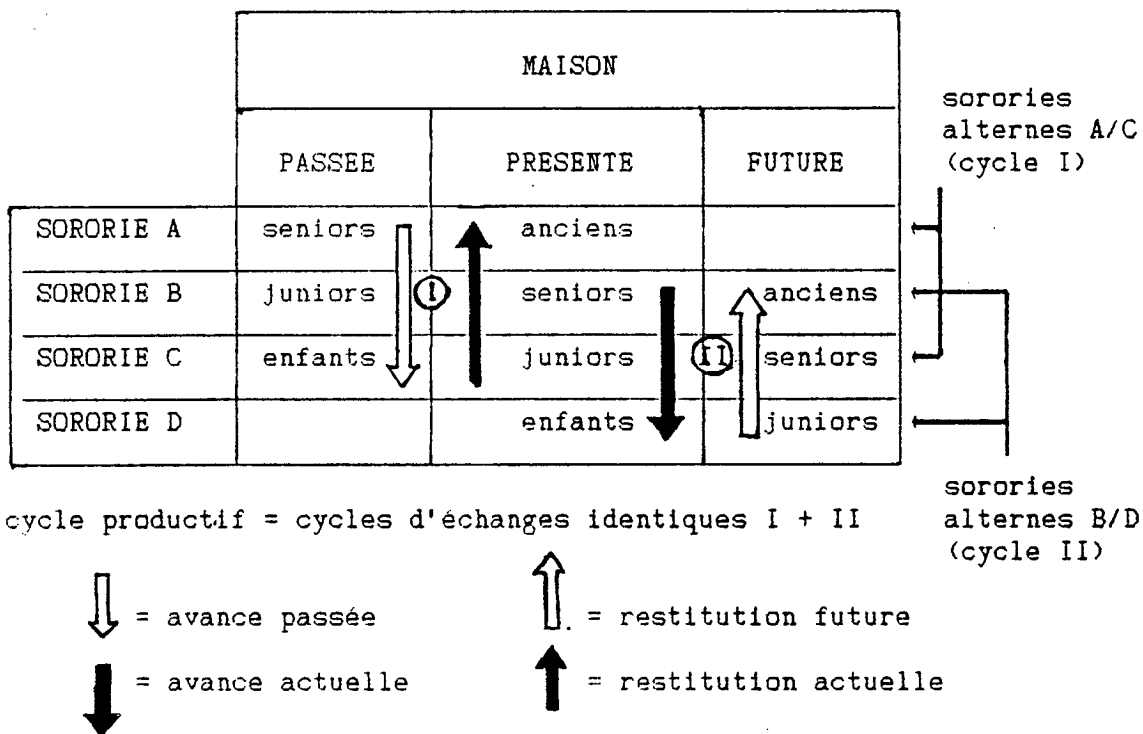 MAISON
sorories
alternes A/C
(cycle I)
PASSEE PRESENTE FUTURE
SORORIE A seniors anciens
SORORIE B juniors I seniors anciens
SORORIE C enfants juniors II seniors
SORORIE D enfants juniors
sorories
alternes B/D
(cycle II)
cycle productif = cycles d'échanges identiques I + II
= avance passée = restitution future
= avance actuelle = restitution actuelle